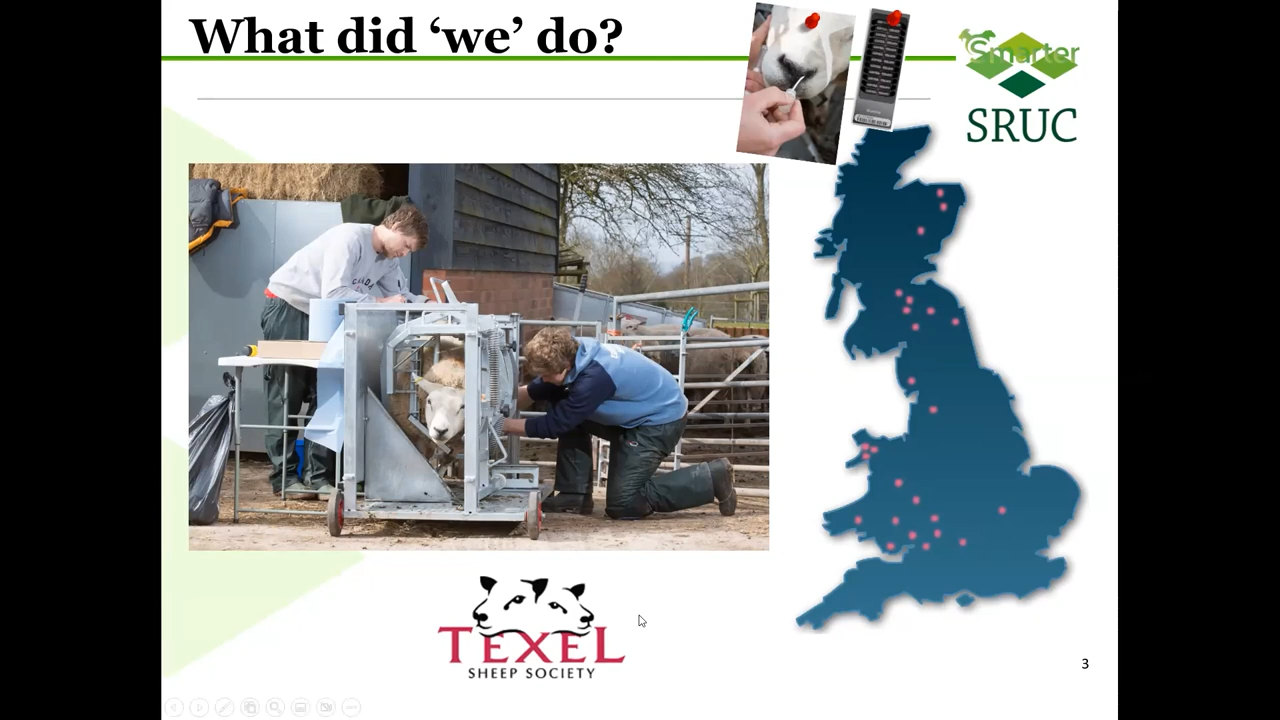 What did ‘we’ do?
Smarter
SRUC
TEXEL
SHEEP SOCIETY
3